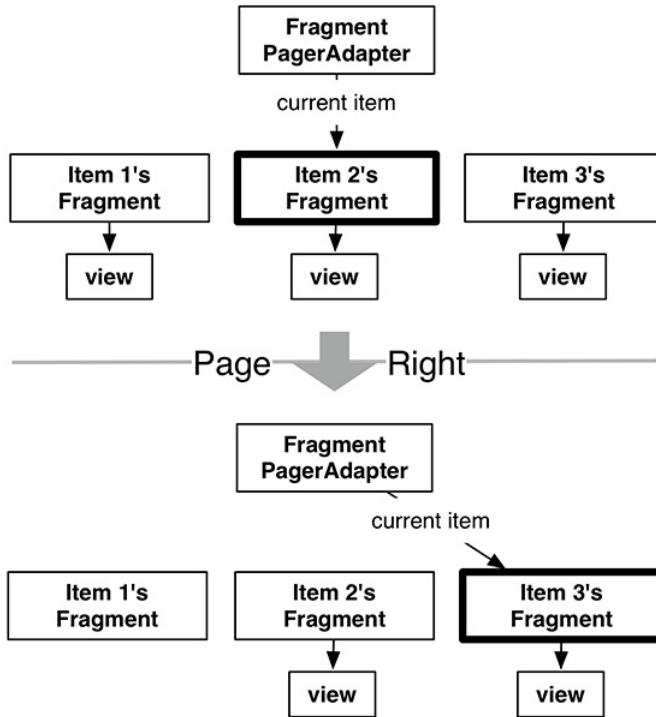 Fragment
PagerAdapter
current item
Item 1's
Fragment
Item 2's
Fragment
Item 3's
Fragment
view
view
view
Page
Right
Fragment
PagerAdapter
current item
Item 1's
Fragment
Item 2's
Fragment
Item 3's
Fragment
view
view